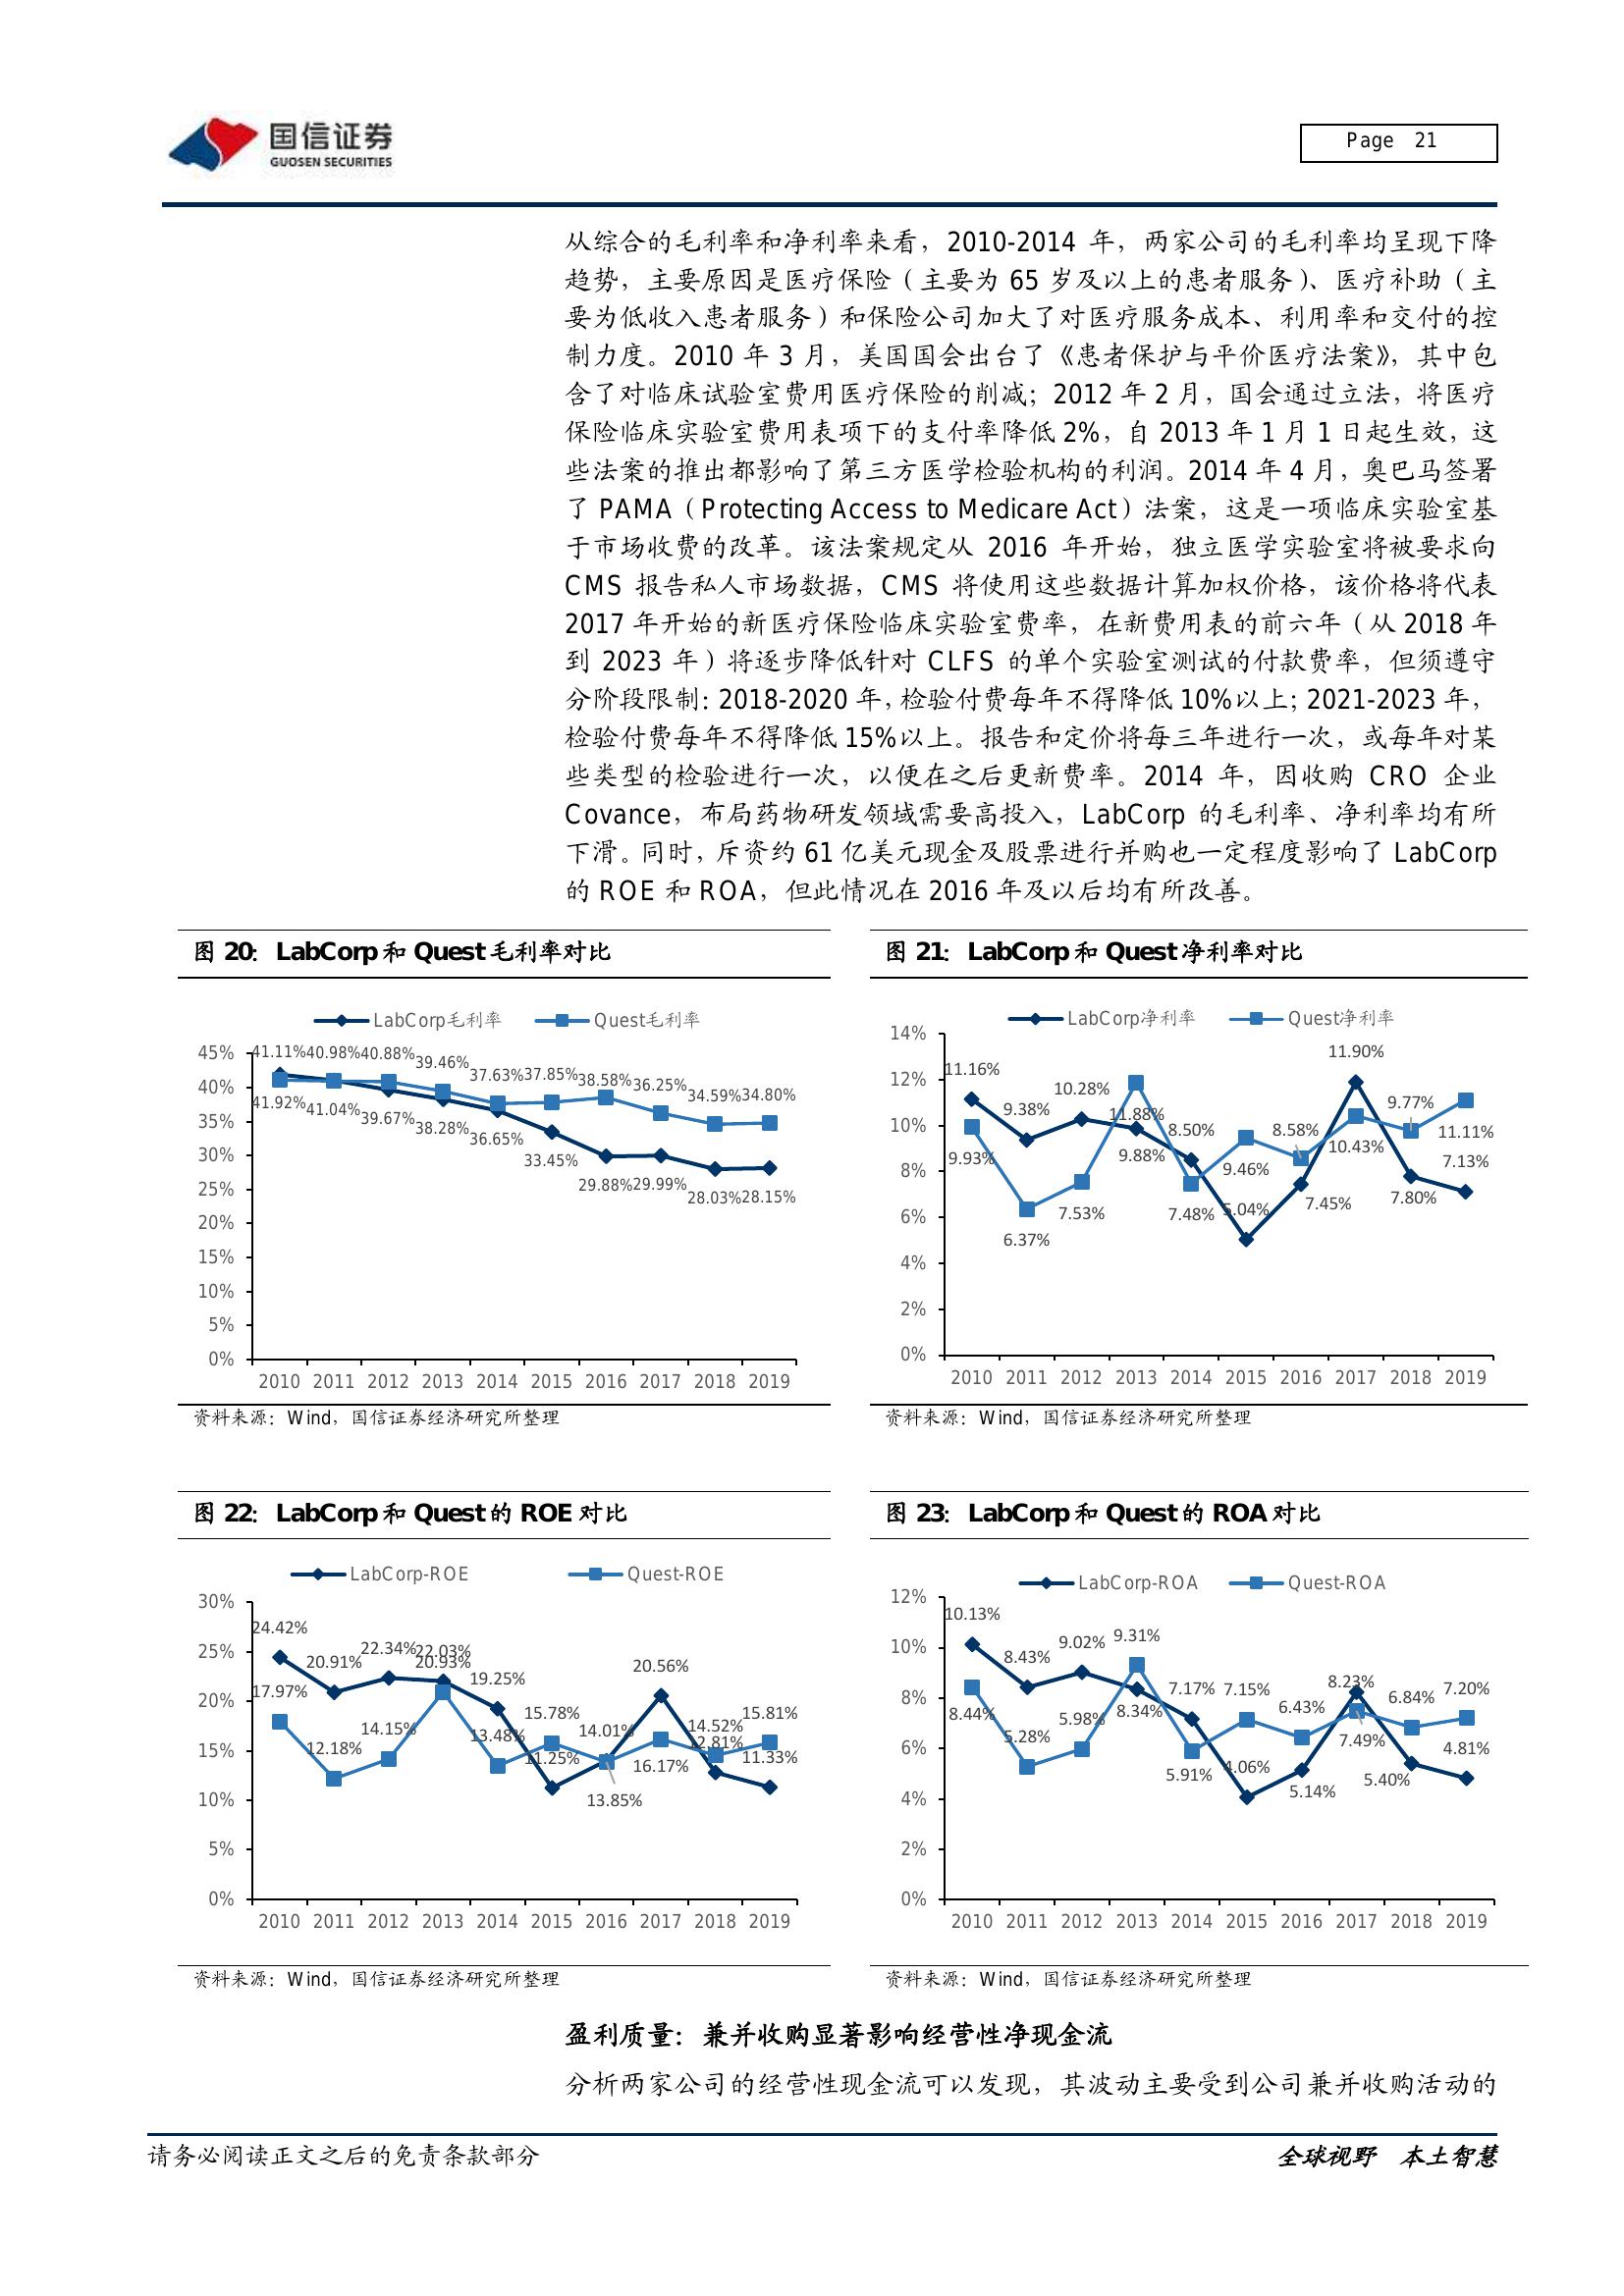 国信证券
GUOSEN SECURITIES
Page 21
从综合的毛利率和净利率来看，2010-2014 年，两家公司的毛利率均呈现下降
趋势，主要原因是医疗保险（主要为 65 岁及以上的患者服务）、医疗补助（主
要为低收入患者服务）和保险公司加大了对医疗服务成本、利用率和交付的控
制力度。2010 年 3 月，美国国会出台了《患者保护与平价医疗法案》，其中包
含了对临床试验室费用医疗保险的削减；2012 年 2 月，国会通过立法，将医疗
保险临床实验室费用表项下的支付率降低 2%，自 2013 年 1 月 1 日起生效，这
些法案的推出都影响了第三方医学检验机构的利润。2014 年 4 月，奥巴马签署
了 PAMA（Protecting Access to Medicare Act）法案，这是一项临床实验室基
于市场收费的改革。该法案规定从 2016 年开始，独立医学实验室将被要求向
CMS 报告私人市场数据，CMS 将使用这些数据计算加权价格，该价格将代表
2017 年开始的新医疗保险临床实验室费率，在新费用表的前六年（从 2018 年
到 2023 年）将逐步降低针对 CLFS 的单个实验室测试的付款费率，但须遵守
分阶段限制：2018-2020 年，检验付费每年不得降低 10%以上；2021-2023 年，
检验付费每年不得降低 15%以上。报告和定价将每三年进行一次，或每年对某
些类型的检验进行一次，以便在之后更新费率。2014 年，因收购 CRO 企业
Covance，布局药物研发领域需要高投入，LabCorp 的毛利率、净利率均有所
下滑。同时，斥资约 61 亿美元现金及股票进行并购也一定程度影响了 LabCorp
的 ROE 和 ROA，但此情况在 2016 年及以后均有所改善。
图 20：LabCorp 和 Quest 毛利率对比
LabCorp毛利率 Quest毛利率
45%
40%
35%
30%
25%
20%
15%
10%
5%
0%
41.11% 40.98% 40.88% 39.46% 37.63% 37.85% 38.58% 36.25% 34.59% 34.80%
41.92% 41.04% 39.67% 38.28% 36.65% 33.45% 29.88% 29.99% 28.03% 28.15%
2010 2011 2012 2013 2014 2015 2016 2017 2018 2019
资料来源：Wind，国信证券经济研究所整理
图 21：LabCorp 和 Quest 净利率对比
LabCorp净利率 Quest净利率
14%
12%
10%
8%
6%
4%
2%
0%
11.16% 9.38% 10.28% 9.88% 8.50% 5.04% 7.45% 11.90% 7.80% 7.13%
9.93% 6.37% 7.53% 11.88% 7.48% 9.46% 8.58% 10.43% 9.77% 11.11%
2010 2011 2012 2013 2014 2015 2016 2017 2018 2019
资料来源：Wind，国信证券经济研究所整理
图 22：LabCorp 和 Quest 的 ROE 对比
LabCorp-ROE Quest-ROE
30%
25%
20%
15%
10%
5%
0%
24.42% 20.91% 22.34% 22.03% 19.25% 11.25% 14.01% 20.56% 12.81% 11.33%
17.97% 12.18% 14.15% 20.93% 13.48% 15.78% 13.85% 16.17% 14.52% 15.81%
2010 2011 2012 2013 2014 2015 2016 2017 2018 2019
资料来源：Wind，国信证券经济研究所整理
图 23：LabCorp 和 Quest 的 ROA 对比
LabCorp-ROA Quest-ROA
12%
10%
8%
6%
4%
2%
0%
10.13% 8.43% 9.02% 8.34% 7.17% 4.06% 5.14% 8.23% 5.40% 4.81%
8.44% 5.28% 5.98% 9.31% 5.91% 7.15% 6.43% 7.49% 6.84% 7.20%
2010 2011 2012 2013 2014 2015 2016 2017 2018 2019
资料来源：Wind，国信证券经济研究所整理
盈利质量：兼并收购显著影响经营性净现金流
分析两家公司的经营性现金流可以发现，其波动主要受到公司兼并收购活动的
请务必阅读正文之后的免责条款部分
全球视野 本土智慧